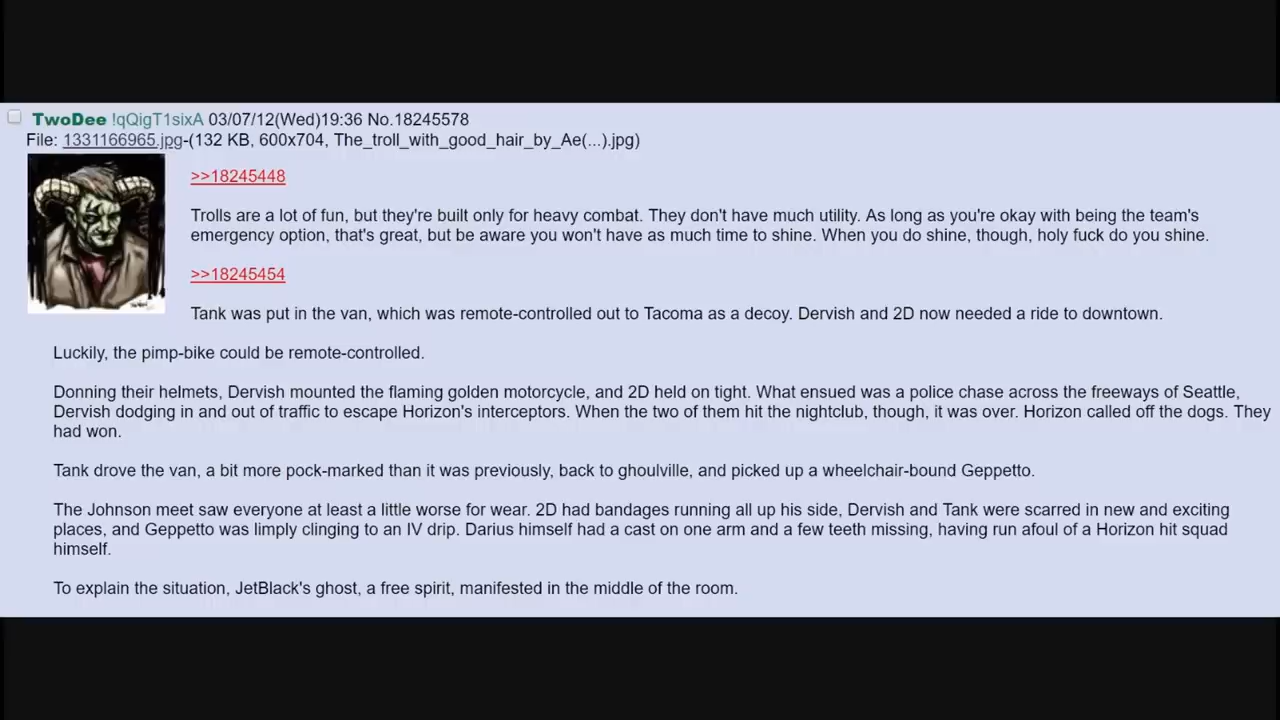 TwoDee !qQigT1sixA 03/07/12(Wed)19:36 No.18245578
File: 1331166965.jpg-(132 KB, 600x704, The_troll_with_good_hair_by_Ae(...).jpg)
>>18245448
Trolls are a lot of fun, but they're built only for heavy combat. They don't have much utility. As long as you're okay with being the team's
emergency option, that's great, but be aware you won't have as much time to shine. When you do shine, though, holy fuck do you shine.
>>18245454
Tank was put in the van, which was remote-controlled out to Tacoma as a decoy. Dervish and 2D now needed a ride to downtown.
Luckily, the pimp-bike could be remote-controlled.
Donning their helmets, Dervish mounted the flaming golden motorcycle, and 2D held on tight. What ensued was a police chase across the freeways of Seattle,
Dervish dodging in and out of traffic to escape Horizon's interceptors. When the two of them hit the nightclub, though, it was over. Horizon called off the dogs. They
had won.
Tank drove the van, a bit more pock-marked than it was previously, back to ghoulville, and picked up a wheelchair-bound Geppetto.
The Johnson meet saw everyone at least a little worse for wear. 2D had bandages running all up his side, Dervish and Tank were scarred in new and exciting
places, and Geppetto was limply clinging to an IV drip. Darius himself had a cast on one arm and a few teeth missing, having run afoul of a Horizon hit squad
himself.
To explain the situation, JetBlack's ghost, a free spirit, manifested in the middle of the room.